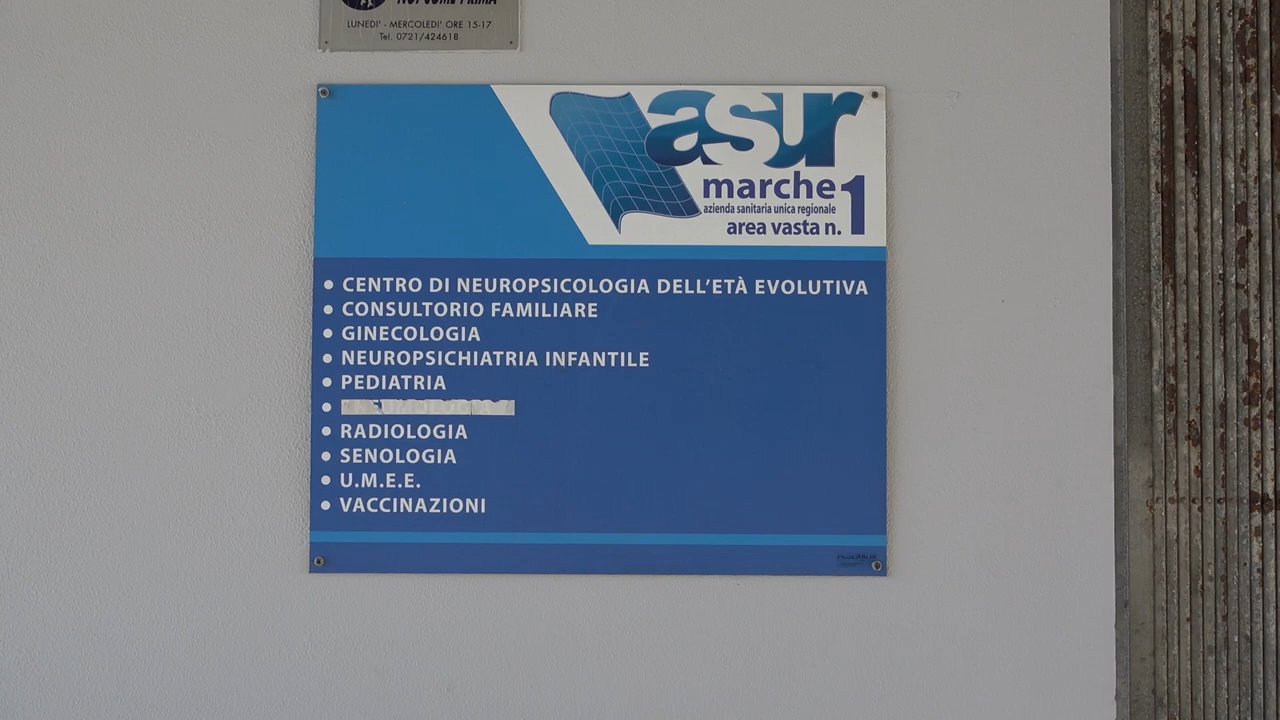 LUNEDI' - MERCOLEDI' ORE 15-17
Tel. 0721/424618
asur
marche 1
azienda sanitaria unica regionale
area vasta n.
• CENTRO DI NEUROPSICOLOGIA DELL'ETÀ EVOLUTIVA
• CONSULTORIO FAMILIARE
• GINECOLOGIA
• NEUROPSICHIATRIA INFANTILE
• PEDIATRIA
• RADIOLOGIA
• SENOLOGIA
• U.M.E.E.
• VACCINAZIONI